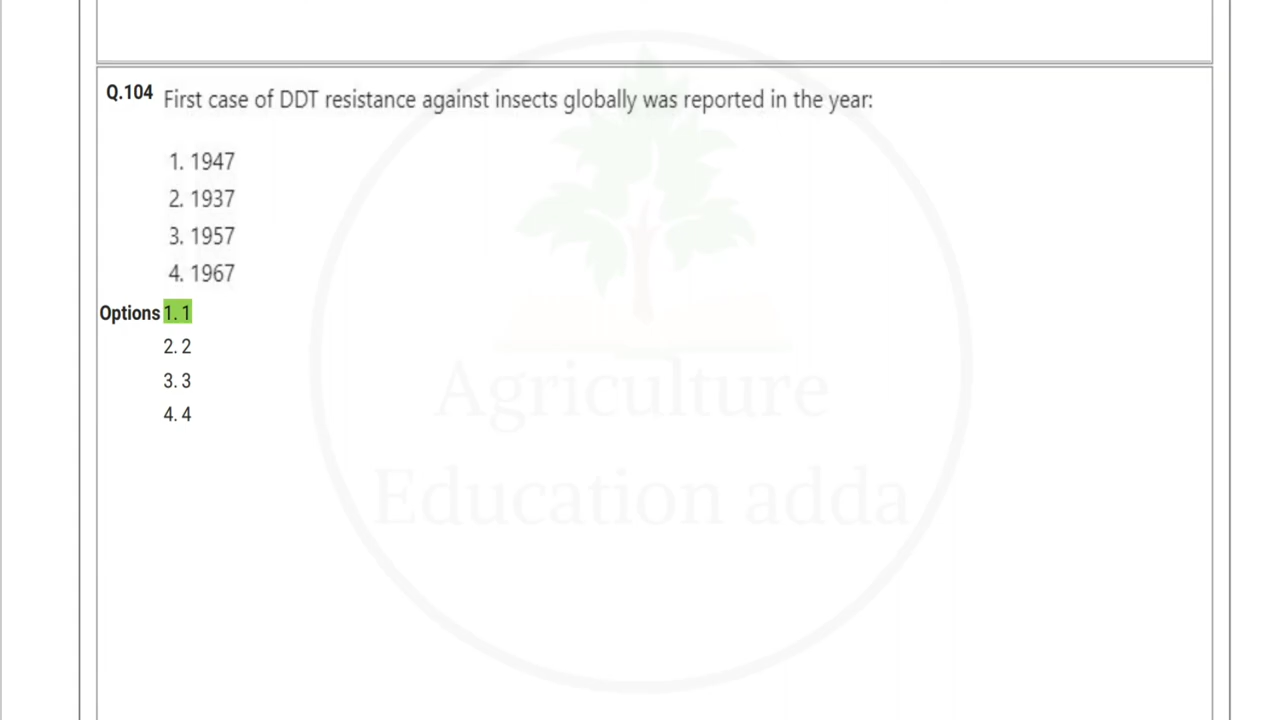 Q.104 First case of DDT resistance against insects globally was reported in the year:
1. 1947
2. 1937
3. 1957
4. 1967
Options 1. 1
2. 2
3. 3
4. 4
Agriculture
Education adda